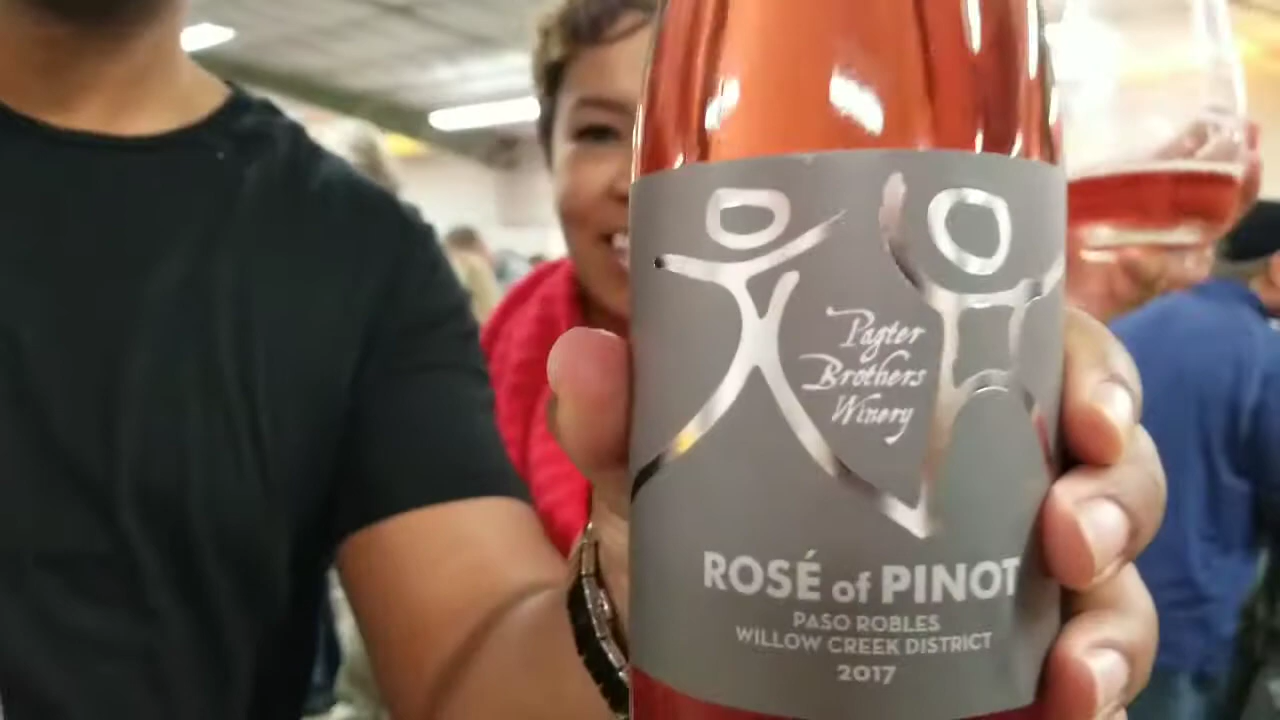 Pagter
Brothers
Winery
ROSÉ of PINOT
PASO ROBLES
WILLOW CREEK DISTRICT
2017